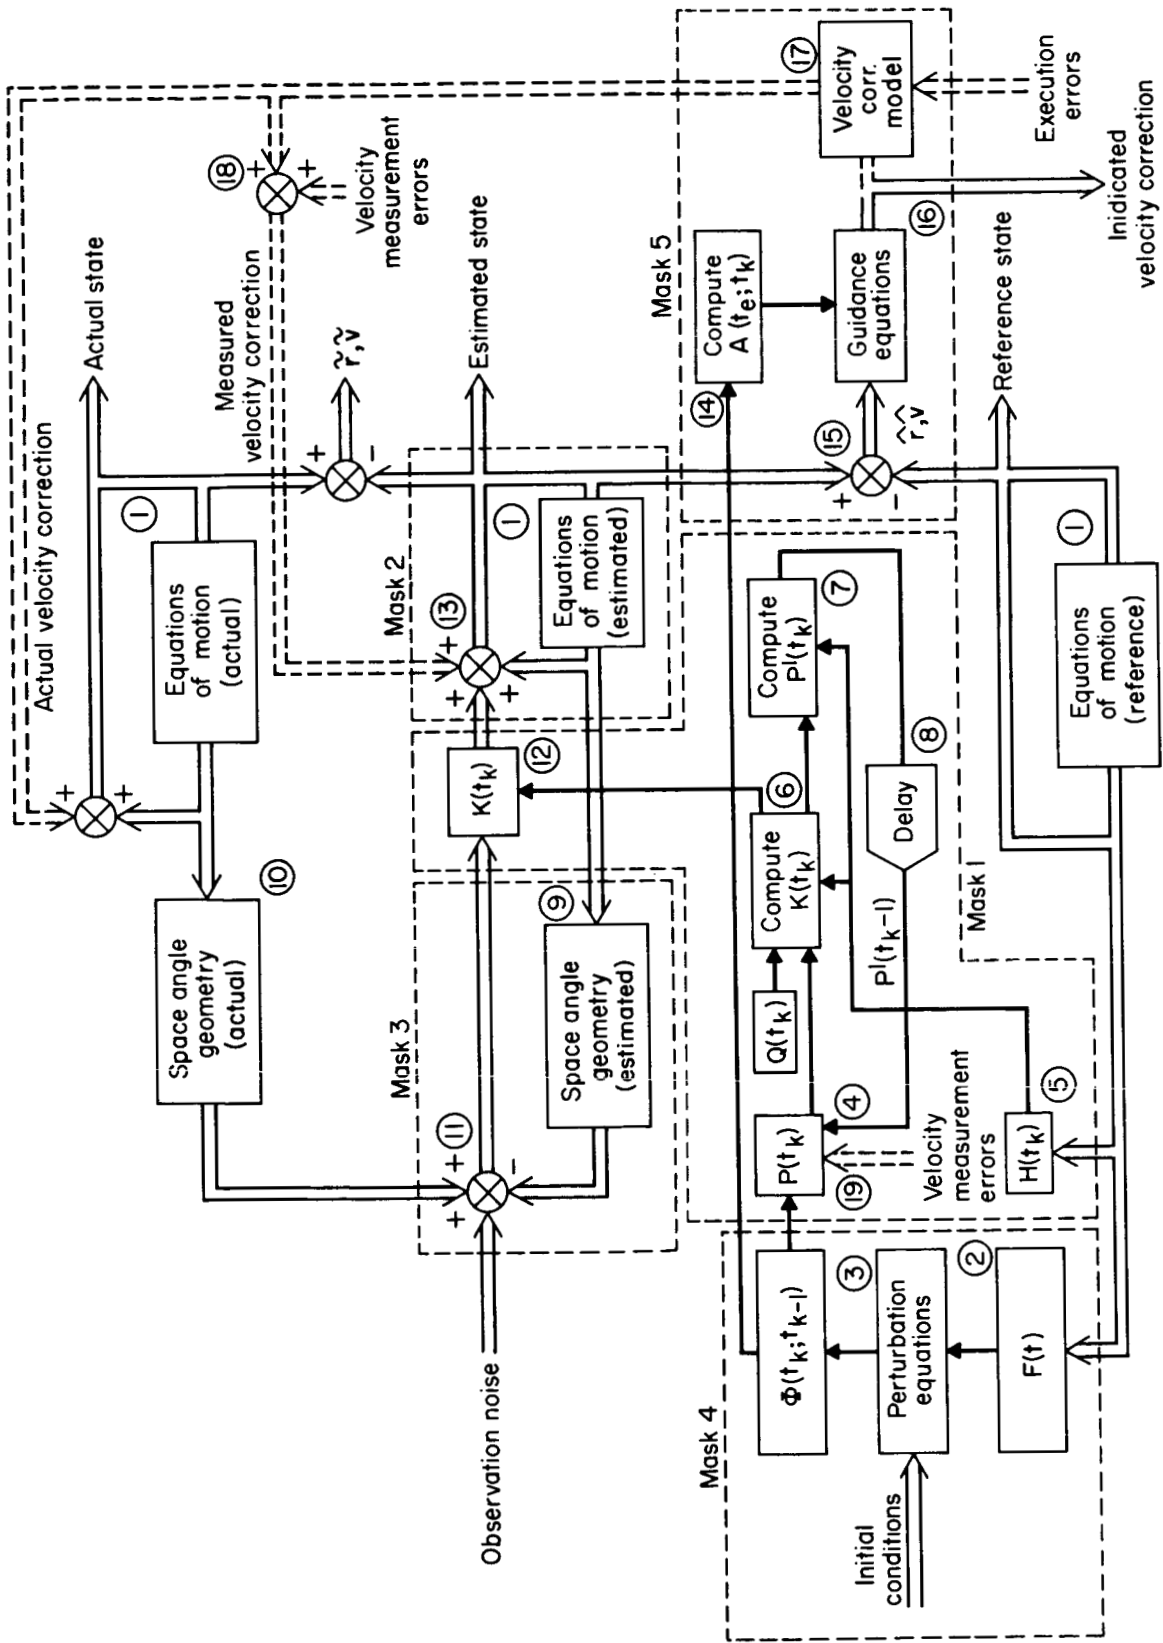 Actual velocity correction
Actual state
+
+
1
Equations
of motion
(actual)
10
Space angle
geometry
(actual)
Measured
velocity correction
18
+
+
Velocity
measurement
errors
r̃,ṽ
+
-
Estimated state
Mask 2
13
+
+
+
1
Equations
of motion
(estimated)
K(tk)
12
Mask 3
+
11
+
-
9
Space angle
geometry
(estimated)
Observation noise
Mask 5
17
Velocity
corr.
model
Execution
errors
Compute
A(te;tk)
14
Guidance
equations
16
Inidicated
velocity correction
15
+
-
r̂,v̂
Reference state
1
Equations
of motion
(reference)
Mask 1
Compute
P'(tk)
7
8
Delay
Compute
K(tk)
6
P'(tk-1)
Q(tk)
P(tk)
4
19
Velocity
measurement
errors
H(tk)
5
Mask 4
Φ(tk;tk-1)
3
Perturbation
equations
2
F(t)
Initial
conditions